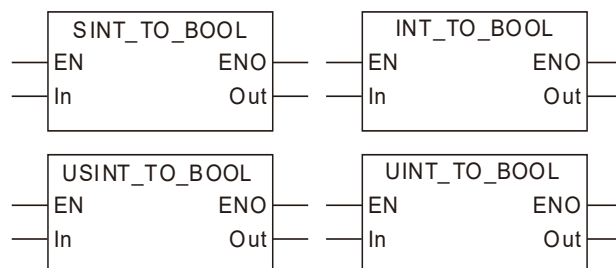 SINT_TO_BOOL INT_TO_BOOL
EN ENO EN ENO
In Out In Out
USINT_TO_BOOL UINT_TO_BOOL
EN ENO EN ENO
In Out In Out